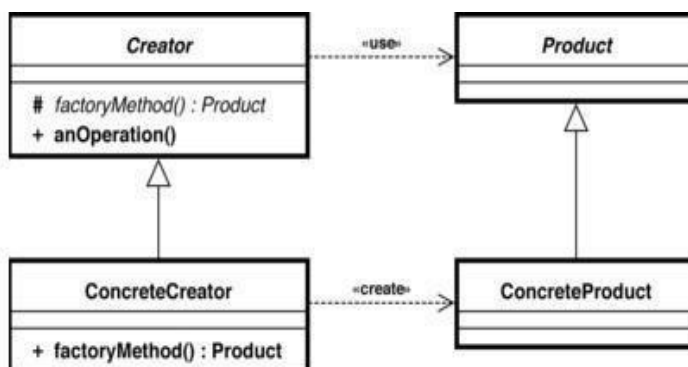 Creator
«use»
Product
# factoryMethod() : Product
+ anOperation()
ConcreteCreator
«create»
ConcreteProduct
+ factoryMethod() : Product